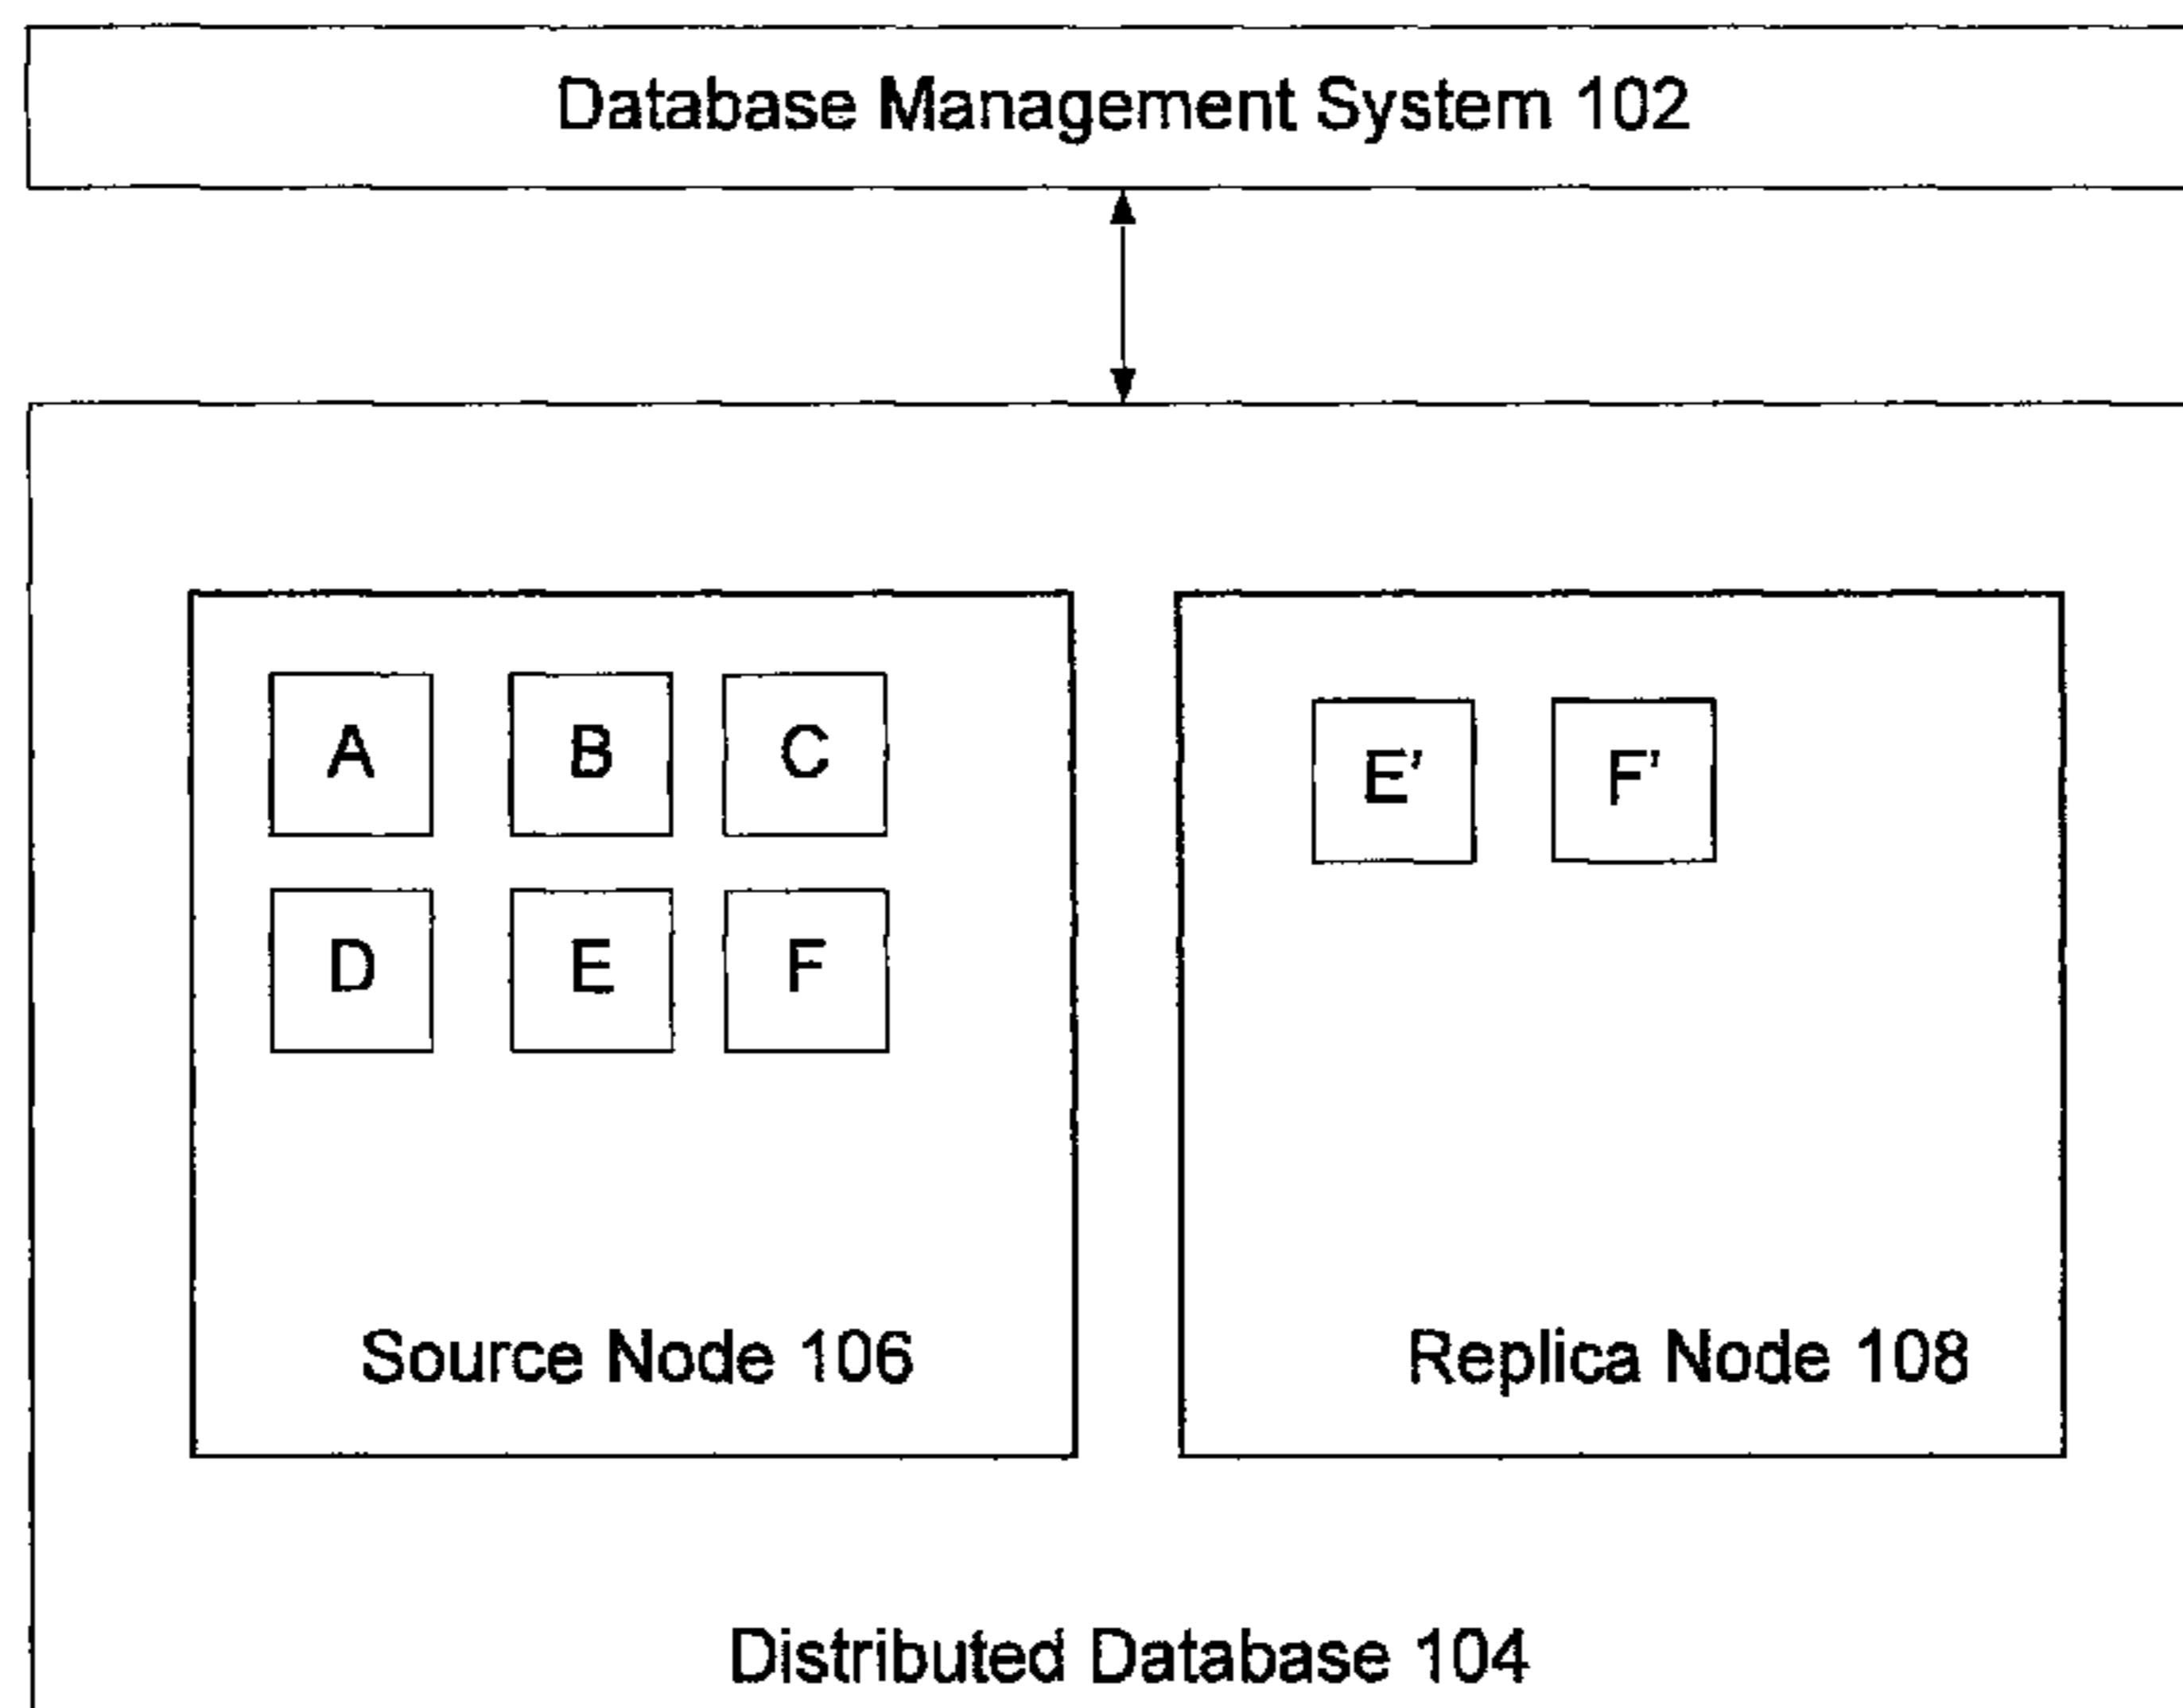 Database Management System 102
A B C
E' F'
D E F
Source Node 106
Replica Node 108
Distributed Database 104